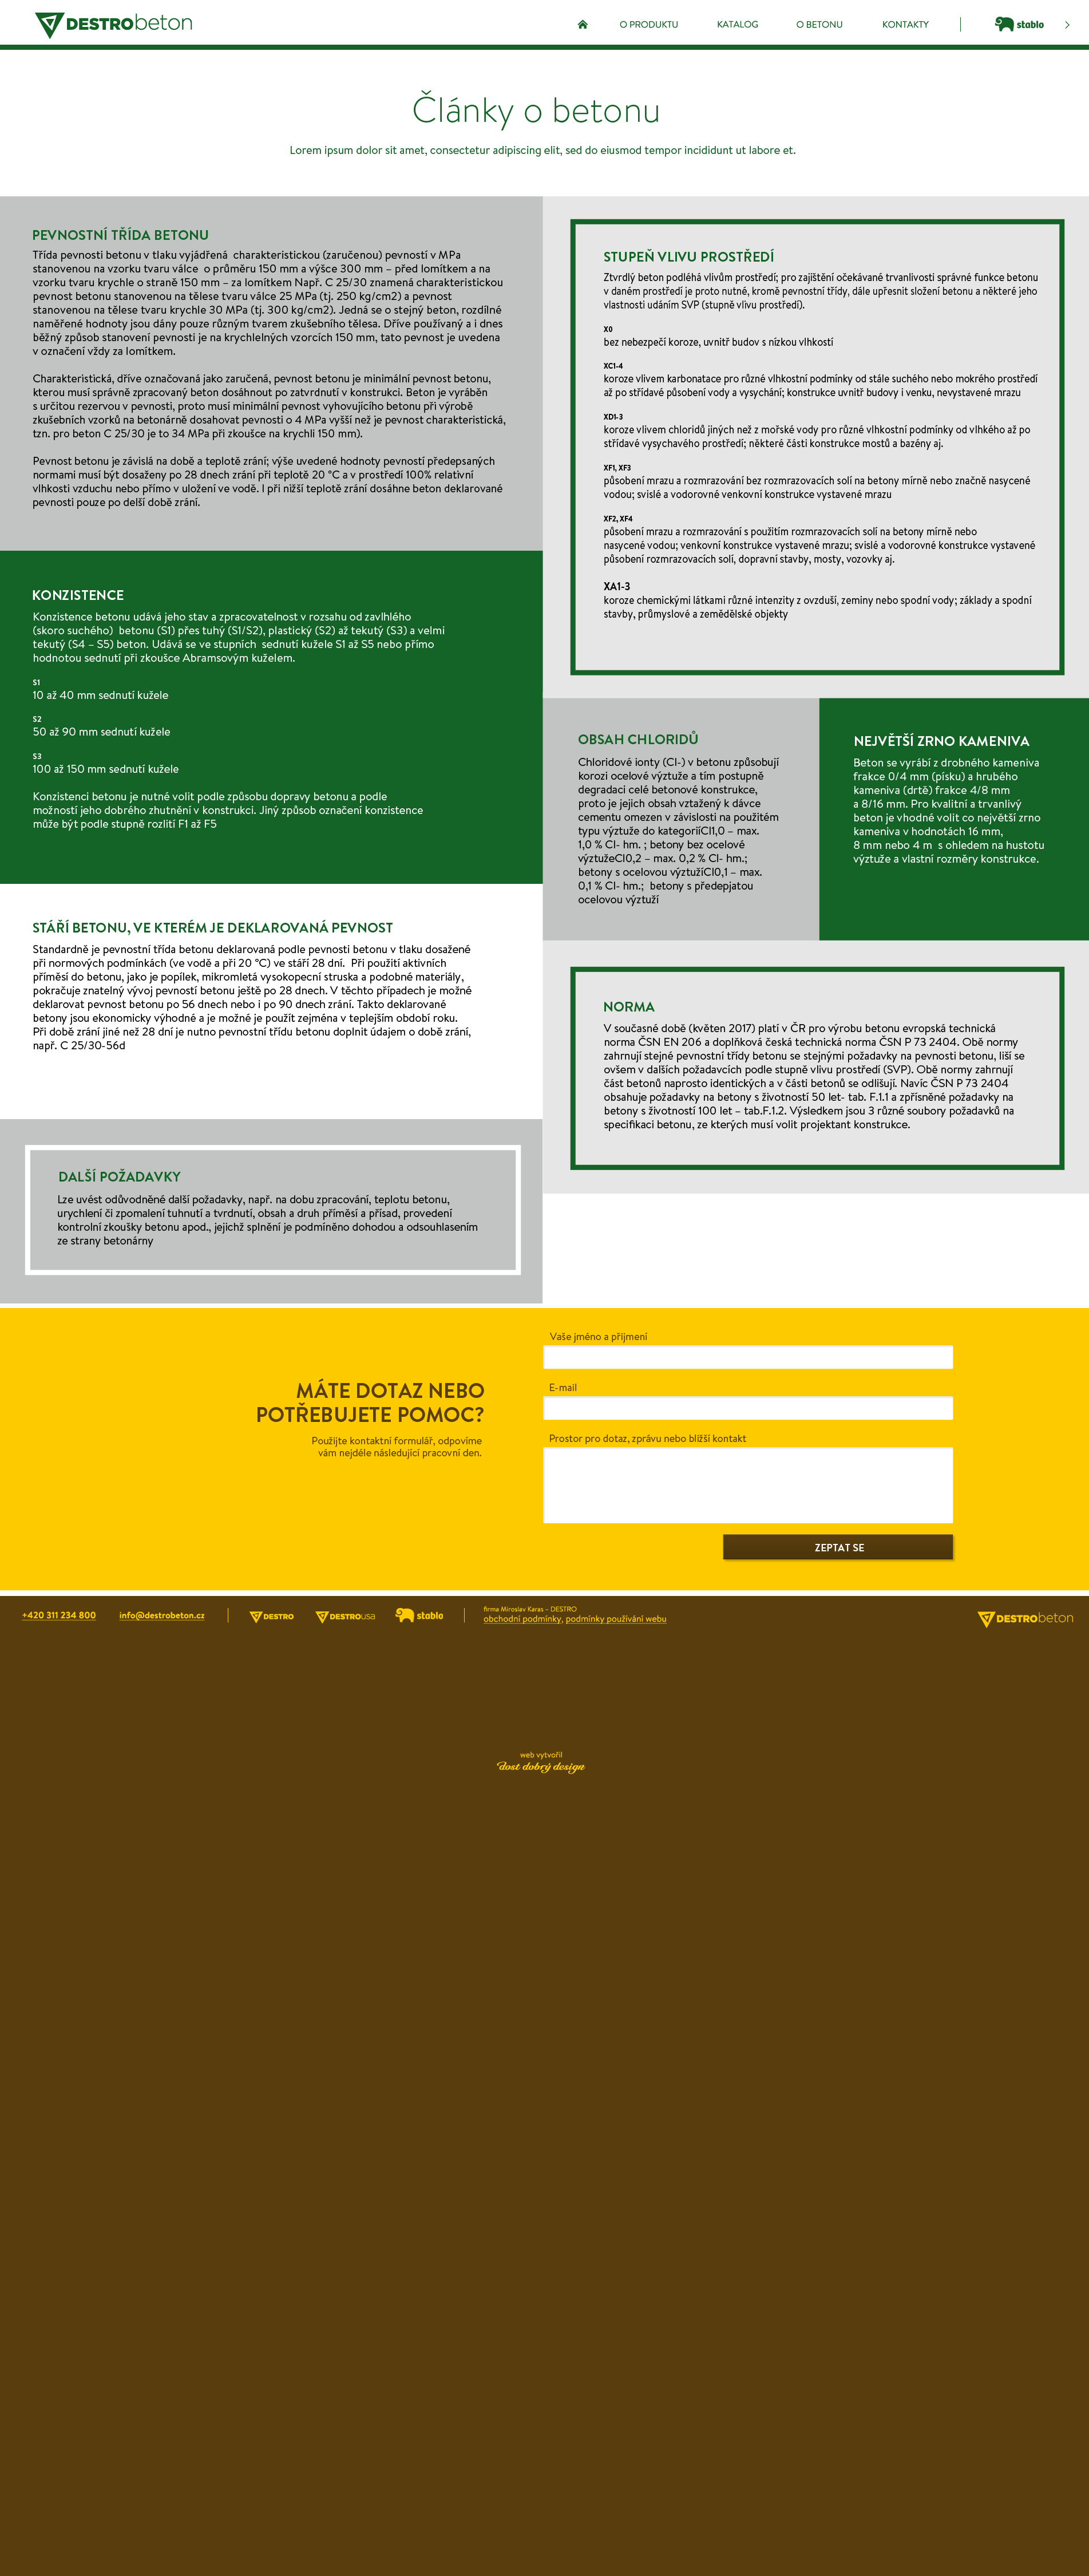 DESTRObeton
O PRODUKTU
KATALOG
O BETONU
KONTAKTY
stablo
Články o betonu
Lorem ipsum dolor sit amet, consectetur adipiscing elit, sed do eiusmod tempor incididunt ut labore et.
PEVNOSTNÍ TŘÍDA BETONU
Třída pevnosti betonu v tlaku vyjádřená  charakteristickou (zaručenou) pevností v MPa
stanovenou na vzorku tvaru válce  o průměru 150 mm a výšce 300 mm – před lomítkem a na
vzorku tvaru krychle o straně 150 mm – za lomítkem Např. C 25/30 znamená charakteristickou
pevnost betonu stanovenou na tělese tvaru válce 25 MPa (tj. 250 kg/cm2) a pevnost
stanovenou na tělese tvaru krychle 30 MPa (tj. 300 kg/cm2). Jedná se o stejný beton, rozdílné
naměřené hodnoty jsou dány pouze různým tvarem zkušebního tělesa. Dříve používaný a i dnes
běžný způsob stanovení pevnosti je na krychlelných vzorcích 150 mm, tato pevnost je uvedena
v označení vždy za lomítkem.
Charakteristická, dříve označovaná jako zaručená, pevnost betonu je minimální pevnost betonu,
kterou musí správně zpracovaný beton dosáhnout po zatvrdnutí v konstrukci. Beton je vyráběn
s určitou rezervou v pevnosti, proto musí minimální pevnost vyhovujícího betonu při výrobě
zkušebních vzorků na betonárně dosahovat pevnosti o 4 MPa vyšší než je pevnost charakteristická,
tzn. pro beton C 25/30 je to 34 MPa při zkoušce na krychli 150 mm).
Pevnost betonu je závislá na době a teplotě zrání; výše uvedené hodnoty pevností předepsaných
normami musí být dosaženy po 28 dnech zrání při teplotě 20 °C a v prostředí 100% relativní
vlhkosti vzduchu nebo přímo v uložení ve vodě. I při nižší teplotě zrání dosáhne beton deklarované
pevnosti pouze po delší době zrání.
KONZISTENCE
Konzistence betonu udává jeho stav a zpracovatelnost v rozsahu od zavlhlého
(skoro suchého)  betonu (S1) přes tuhý (S1/S2), plastický (S2) až tekutý (S3) a velmi
tekutý (S4 – S5) beton. Udává se ve stupních  sednutí kužele S1 až S5 nebo přímo
hodnotou sednutí při zkoušce Abramsovým kuželem.
S1
10 až 40 mm sednutí kužele
S2
50 až 90 mm sednutí kužele
S3
100 až 150 mm sednutí kužele
Konzistenci betonu je nutné volit podle způsobu dopravy betonu a podle
možností jeho dobrého zhutnění v konstrukci. Jiný způsob označení konzistence
může být podle stupně rozlití F1 až F5
STÁŘÍ BETONU, VE KTERÉM JE DEKLAROVANÁ PEVNOST
Standardně je pevnostní třída betonu deklarovaná podle pevnosti betonu v tlaku dosažené
při normových podmínkách (ve vodě a při 20 °C) ve stáří 28 dní.  Při použití aktivních
příměsí do betonu, jako je popílek, mikromletá vysokopecní struska a podobné materiály,
pokračuje znatelný vývoj pevností betonu ještě po 28 dnech. V těchto případech je možné
deklarovat pevnost betonu po 56 dnech nebo i po 90 dnech zrání. Takto deklarované
betony jsou ekonomicky výhodné a je možné je použít zejména v teplejším období roku.
Při době zrání jiné než 28 dní je nutno pevnostní třídu betonu doplnit údajem o době zrání,
např. C 25/30-56d
DALŠÍ POŽADAVKY
Lze uvést odůvodněné další požadavky, např. na dobu zpracování, teplotu betonu,
urychlení či zpomalení tuhnutí a tvrdnutí, obsah a druh příměsí a přísad, provedení
kontrolní zkoušky betonu apod., jejichž splnění je podmíněno dohodou a odsouhlasením
ze strany betonárny
STUPEŇ VLIVU PROSTŘEDÍ
Ztvrdlý beton podléhá vlivům prostředí; pro zajištění očekávané trvanlivosti správné funkce betonu
v daném prostředí je proto nutné, kromě pevnostní třídy, dále upřesnit složení betonu a některé jeho
vlastnosti udáním SVP (stupně vlivu prostředí).
X0
bez nebezpečí koroze, uvnitř budov s nízkou vlhkostí
XC1-4
koroze vlivem karbonatace pro různé vlhkostní podmínky od stále suchého nebo mokrého prostředí
až po střídavé působení vody a vysychání; konstrukce uvnitř budovy i venku, nevystavené mrazu
XD1-3
koroze vlivem chloridů jiných než z mořské vody pro různé vlhkostní podmínky od vlhkého až po
střídavé vysychavého prostředí; některé části konstrukce mostů a bazény aj.
XF1, XF3
působení mrazu a rozmrazování bez rozmrazovacích solí na betony mírně nebo značně nasycené
vodou; svislé a vodorovné venkovní konstrukce vystavené mrazu
XF2, XF4
působení mrazu a rozmrazování s použitím rozmrazovacích solí na betony mírně nebo
nasycené vodou; venkovní konstrukce vystavené mrazu; svislé a vodorovné konstrukce vystavené
působení rozmrazovacích solí, dopravní stavby, mosty, vozovky aj.
XA1-3
koroze chemickými látkami různé intenzity z ovzduší, zeminy nebo spodní vody; základy a spodní
stavby, průmyslové a zemědělské objekty
OBSAH CHLORIDŮ
Chloridové ionty (Cl-) v betonu způsobují
korozi ocelové výztuže a tím postupně
degradaci celé betonové konstrukce,
proto je jejich obsah vztažený k dávce
cementu omezen v závislosti na použitém
typu výztuže do kategoriíCl1,0 – max.
1,0 % Cl- hm. ; betony bez ocelové
výztužeCl0,2 – max. 0,2 % Cl- hm.;
betony s ocelovou výztužíCl0,1 – max.
0,1 % Cl- hm.;  betony s předepjatou
ocelovou výztuží
NEJVĚTŠÍ ZRNO KAMENIVA
Beton se vyrábí z drobného kameniva
frakce 0/4 mm (písku) a hrubého
kameniva (drtě) frakce 4/8 mm
a 8/16 mm. Pro kvalitní a trvanlivý
beton je vhodné volit co největší zrno
kameniva v hodnotách 16 mm,
8 mm nebo 4 m  s ohledem na hustotu
výztuže a vlastní rozměry konstrukce.
NORMA
V současné době (květen 2017) platí v ČR pro výrobu betonu evropská technická
norma ČSN EN 206 a doplňková česká technická norma ČSN P 73 2404. Obě normy
zahrnují stejné pevnostní třídy betonu se stejnými požadavky na pevnosti betonu, liší se
ovšem v dalších požadavcích podle stupně vlivu prostředí (SVP). Obě normy zahrnují
část betonů naprosto identických a v části betonů se odlišují. Navíc ČSN P 73 2404
obsahuje požadavky na betony s životností 50 let- tab. F.1.1 a zpřísněné požadavky na
betony s životností 100 let – tab.F.1.2. Výsledkem jsou 3 různé soubory požadavků na
specifikaci betonu, ze kterých musí volit projektant konstrukce.
MÁTE DOTAZ NEBO
POTŘEBUJETE POMOC?
Použijte kontaktní formulář, odpovíme
vám nejdéle následující pracovní den.
Vaše jméno a přijmení
E-mail
Prostor pro dotaz, zprávu nebo bližší kontakt
ZEPTAT SE
+420 311 234 800
info@destrobeton.cz
DESTRO
DESTROusa
stablo
firma Miroslav Karas – DESTRO
obchodní podmínky, podmínky používání webu
DESTRObeton
web vytvořil
dost dobrý design